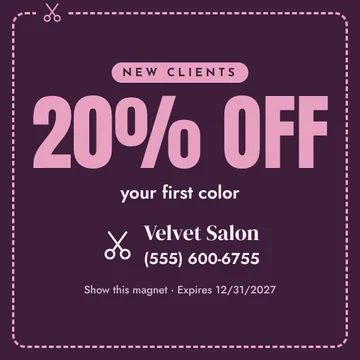 NEW CLIENTS
20% OFF
your first color
Velvet Salon
(555) 600-6755
Show this magnet · Expires 12/31/2027